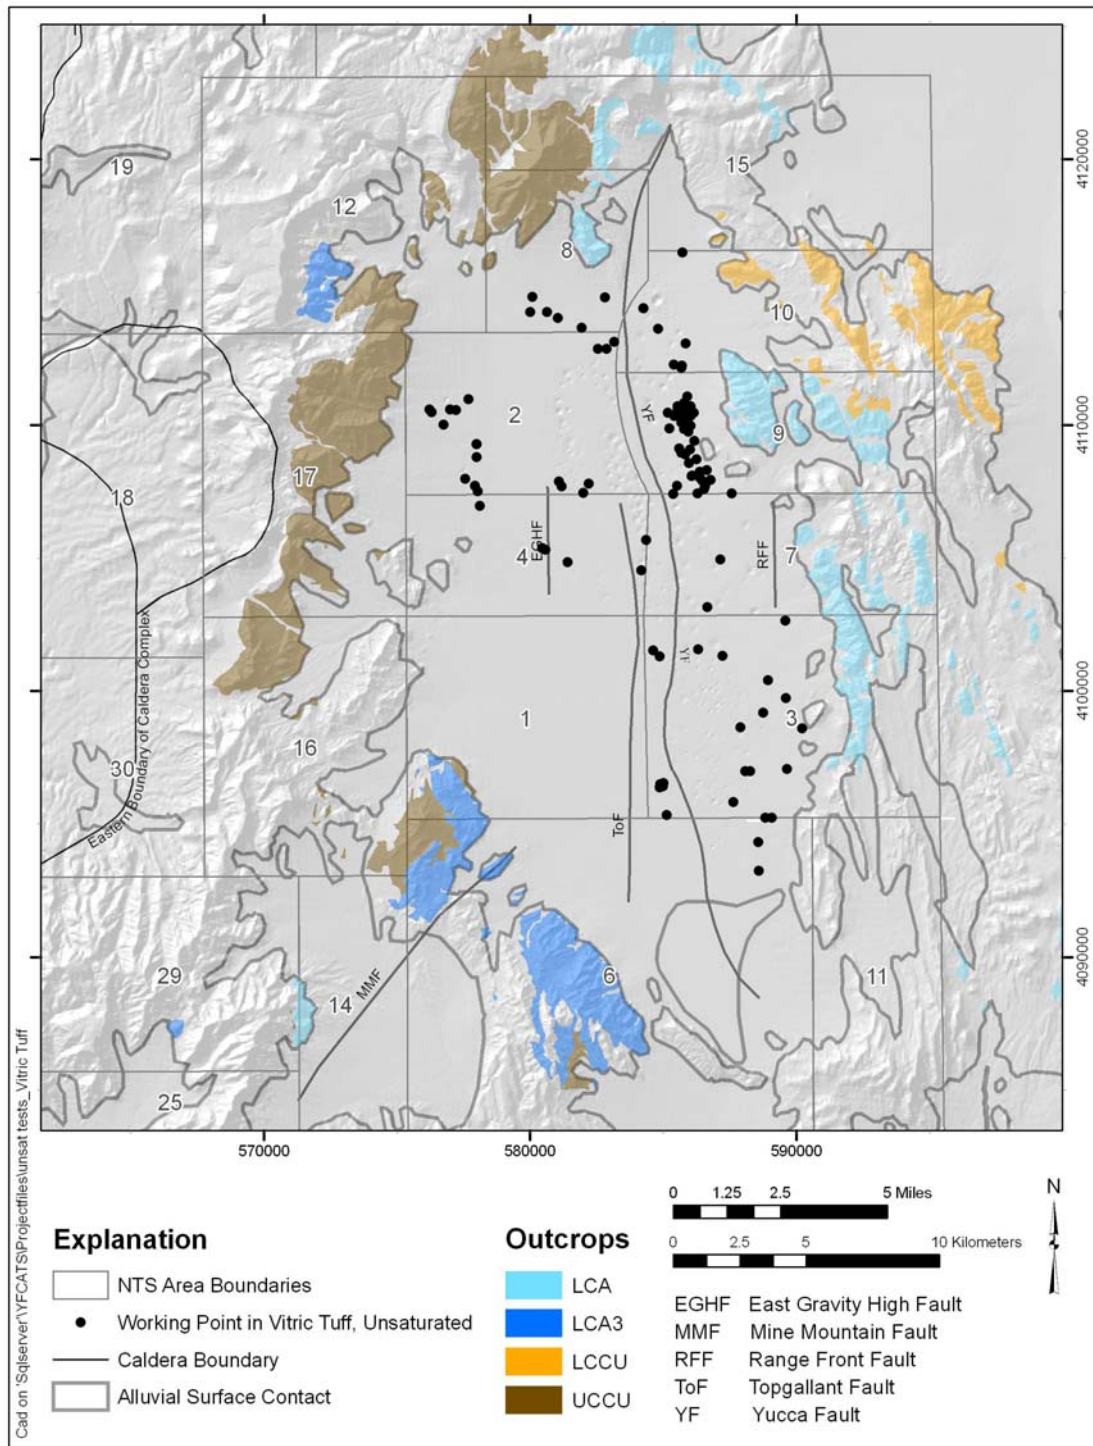 19
12
15
8
10
YF
2
9
17
18
EGHF
4
RFF
7
YF
1
3
16
30
Eastern Boundary of Caldera Complex
ToF
29
14
MMF
6
11
25
4120000
4110000
4100000
4090000
570000
580000
590000
Cad on 'Sqlserver\YFCATS\Projectfiles\unsat tests_Vitric Tuff
Explanation
NTS Area Boundaries
Working Point in Vitric Tuff, Unsaturated
Caldera Boundary
Alluvial Surface Contact
Outcrops
LCA
LCA3
LCCU
UCCU
0 1.25 2.5 5 Miles
0 2.5 5 10 Kilometers
N
EGHF East Gravity High Fault
MMF Mine Mountain Fault
RFF Range Front Fault
ToF Topgallant Fault
YF Yucca Fault